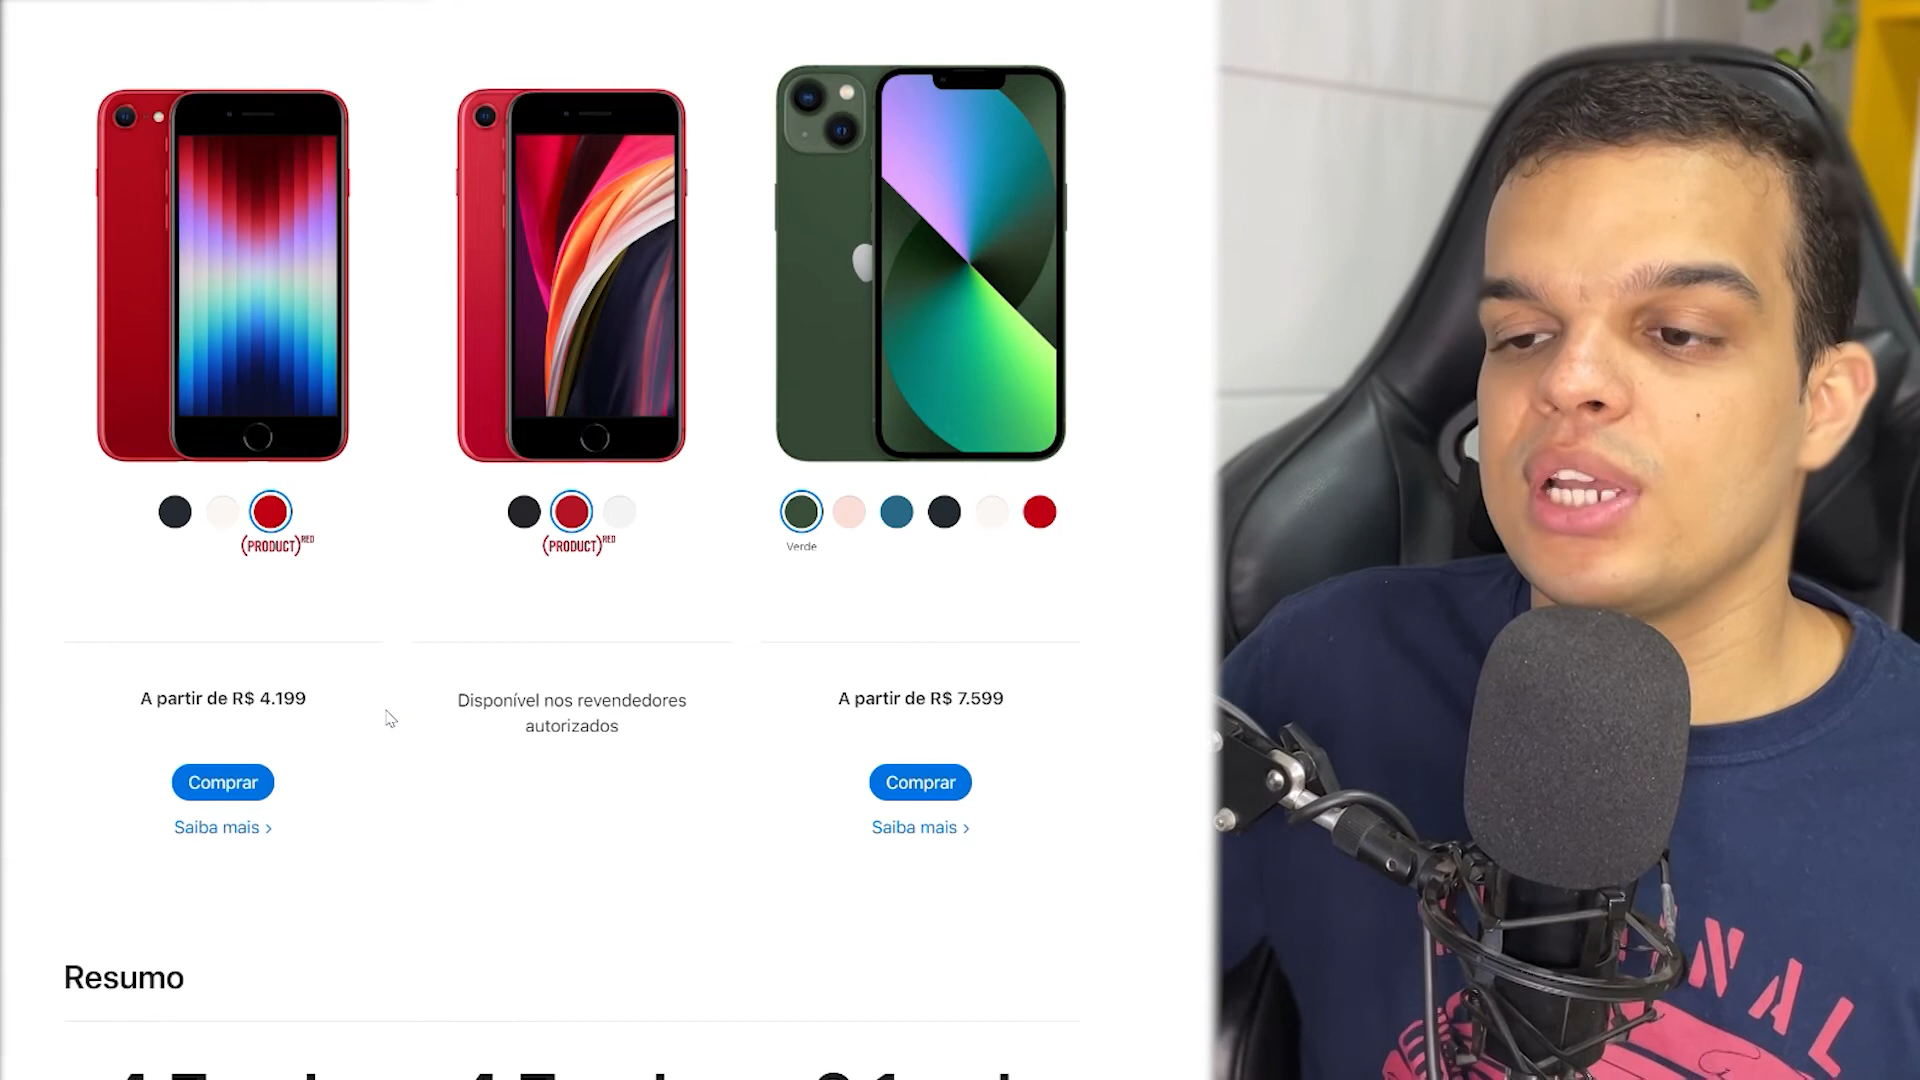 (PRODUCT)RED
(PRODUCT)RED
Verde
A partir de R$ 4.199
Disponível nos revendedores
autorizados
A partir de R$ 7.599
Comprar
Comprar
Saiba mais >
Saiba mais >
Resumo
NAL